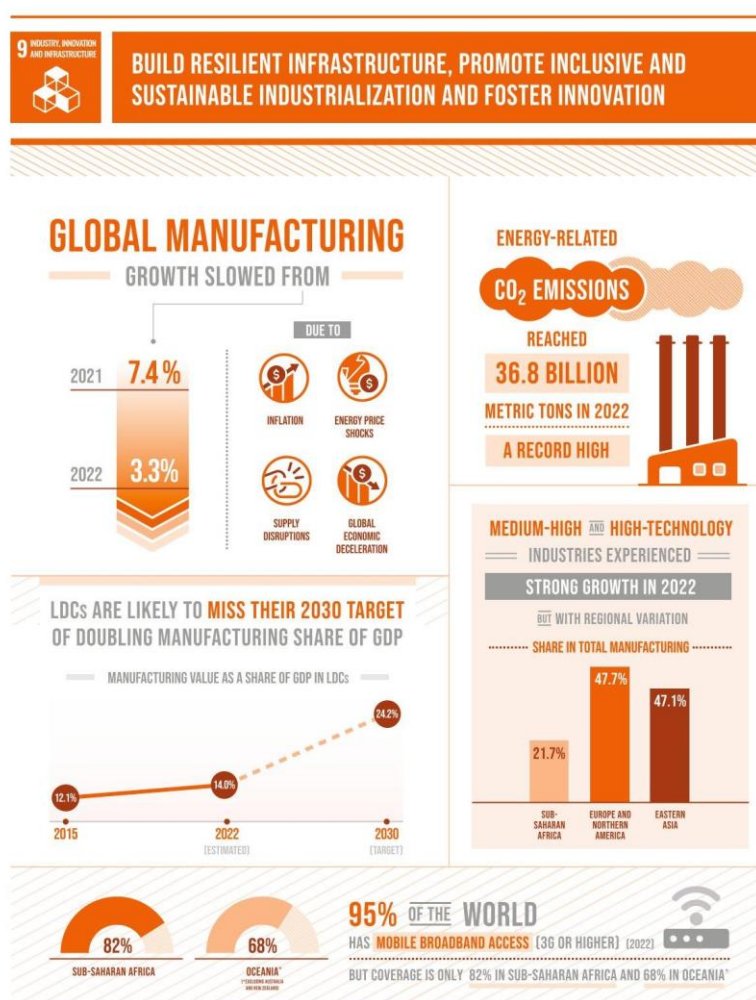 9 INDUSTRY, INNOVATION
AND INFRASTRUCTURE
BUILD RESILIENT INFRASTRUCTURE, PROMOTE INCLUSIVE AND
SUSTAINABLE INDUSTRIALIZATION AND FOSTER INNOVATION
GLOBAL MANUFACTURING
GROWTH SLOWED FROM
2021 7.4%
2022 3.3%
DUE TO
$
INFLATION
$
ENERGY PRICE
SHOCKS
SUPPLY
DISRUPTIONS
$
GLOBAL
ECONOMIC
DECELERATION
ENERGY-RELATED
CO₂ EMISSIONS
REACHED
36.8 BILLION
METRIC TONS IN 2022
A RECORD HIGH
MEDIUM-HIGH AND HIGH-TECHNOLOGY
INDUSTRIES EXPERIENCED
STRONG GROWTH IN 2022
BUT WITH REGIONAL VARIATION
SHARE IN TOTAL MANUFACTURING
21.7%
47.7%
47.1%
SUB-
SAHARAN
AFRICA
EUROPE AND
NORTHERN
AMERICA
EASTERN
ASIA
LDCs ARE LIKELY TO MISS THEIR 2030 TARGET
OF DOUBLING MANUFACTURING SHARE OF GDP
MANUFACTURING VALUE AS A SHARE OF GDP IN LDCs
12.1%
14.0%
24.2%
2015
2022
(ESTIMATED)
2030
(TARGET)
82%
SUB-SAHARAN AFRICA
68%
OCEANIA*
(*EXCLUDING AUSTRALIA
AND NEW ZEALAND)
95% OF THE WORLD
HAS MOBILE BROADBAND ACCESS (3G OR HIGHER) (2022)
BUT COVERAGE IS ONLY 82% IN SUB-SAHARAN AFRICA AND 68% IN OCEANIA*